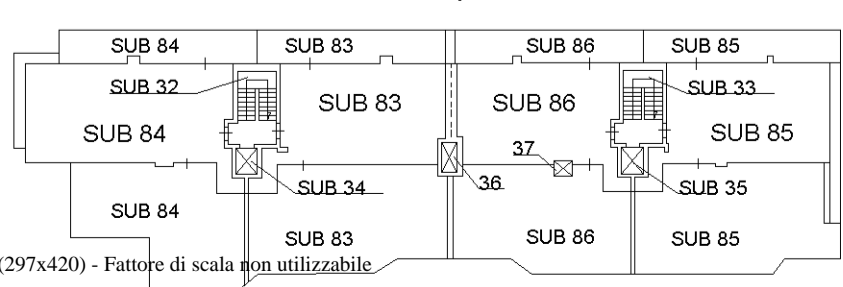 SUB 84 SUB 83 SUB 86 SUB 85
SUB 32 SUB 33
SUB 83 SUB 86
SUB 84 SUB 85
37
SUB 34 36 SUB 35
SUB 84
SUB 83 SUB 86 SUB 85
(297x420) - Fattore di scala non utilizzabile